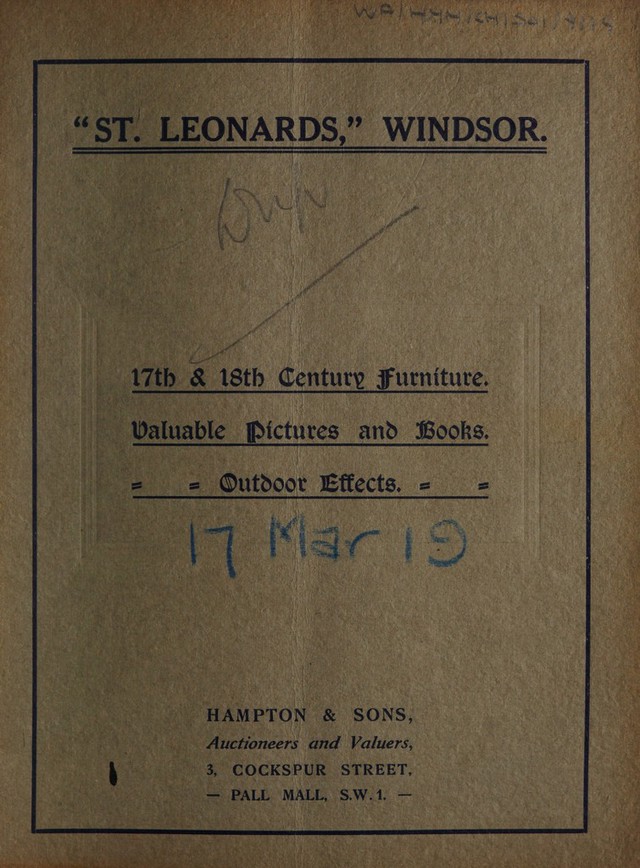 "ST. LEONARDS," WINDSOR.
17th & 18th Century Furniture.
Valuable Pictures and Books.
= = Outdoor Effects. = =
17 Mar 19
HAMPTON & SONS,
Auctioneers and Valuers,
3, COCKSPUR STREET,
— PALL MALL, S.W.1. —